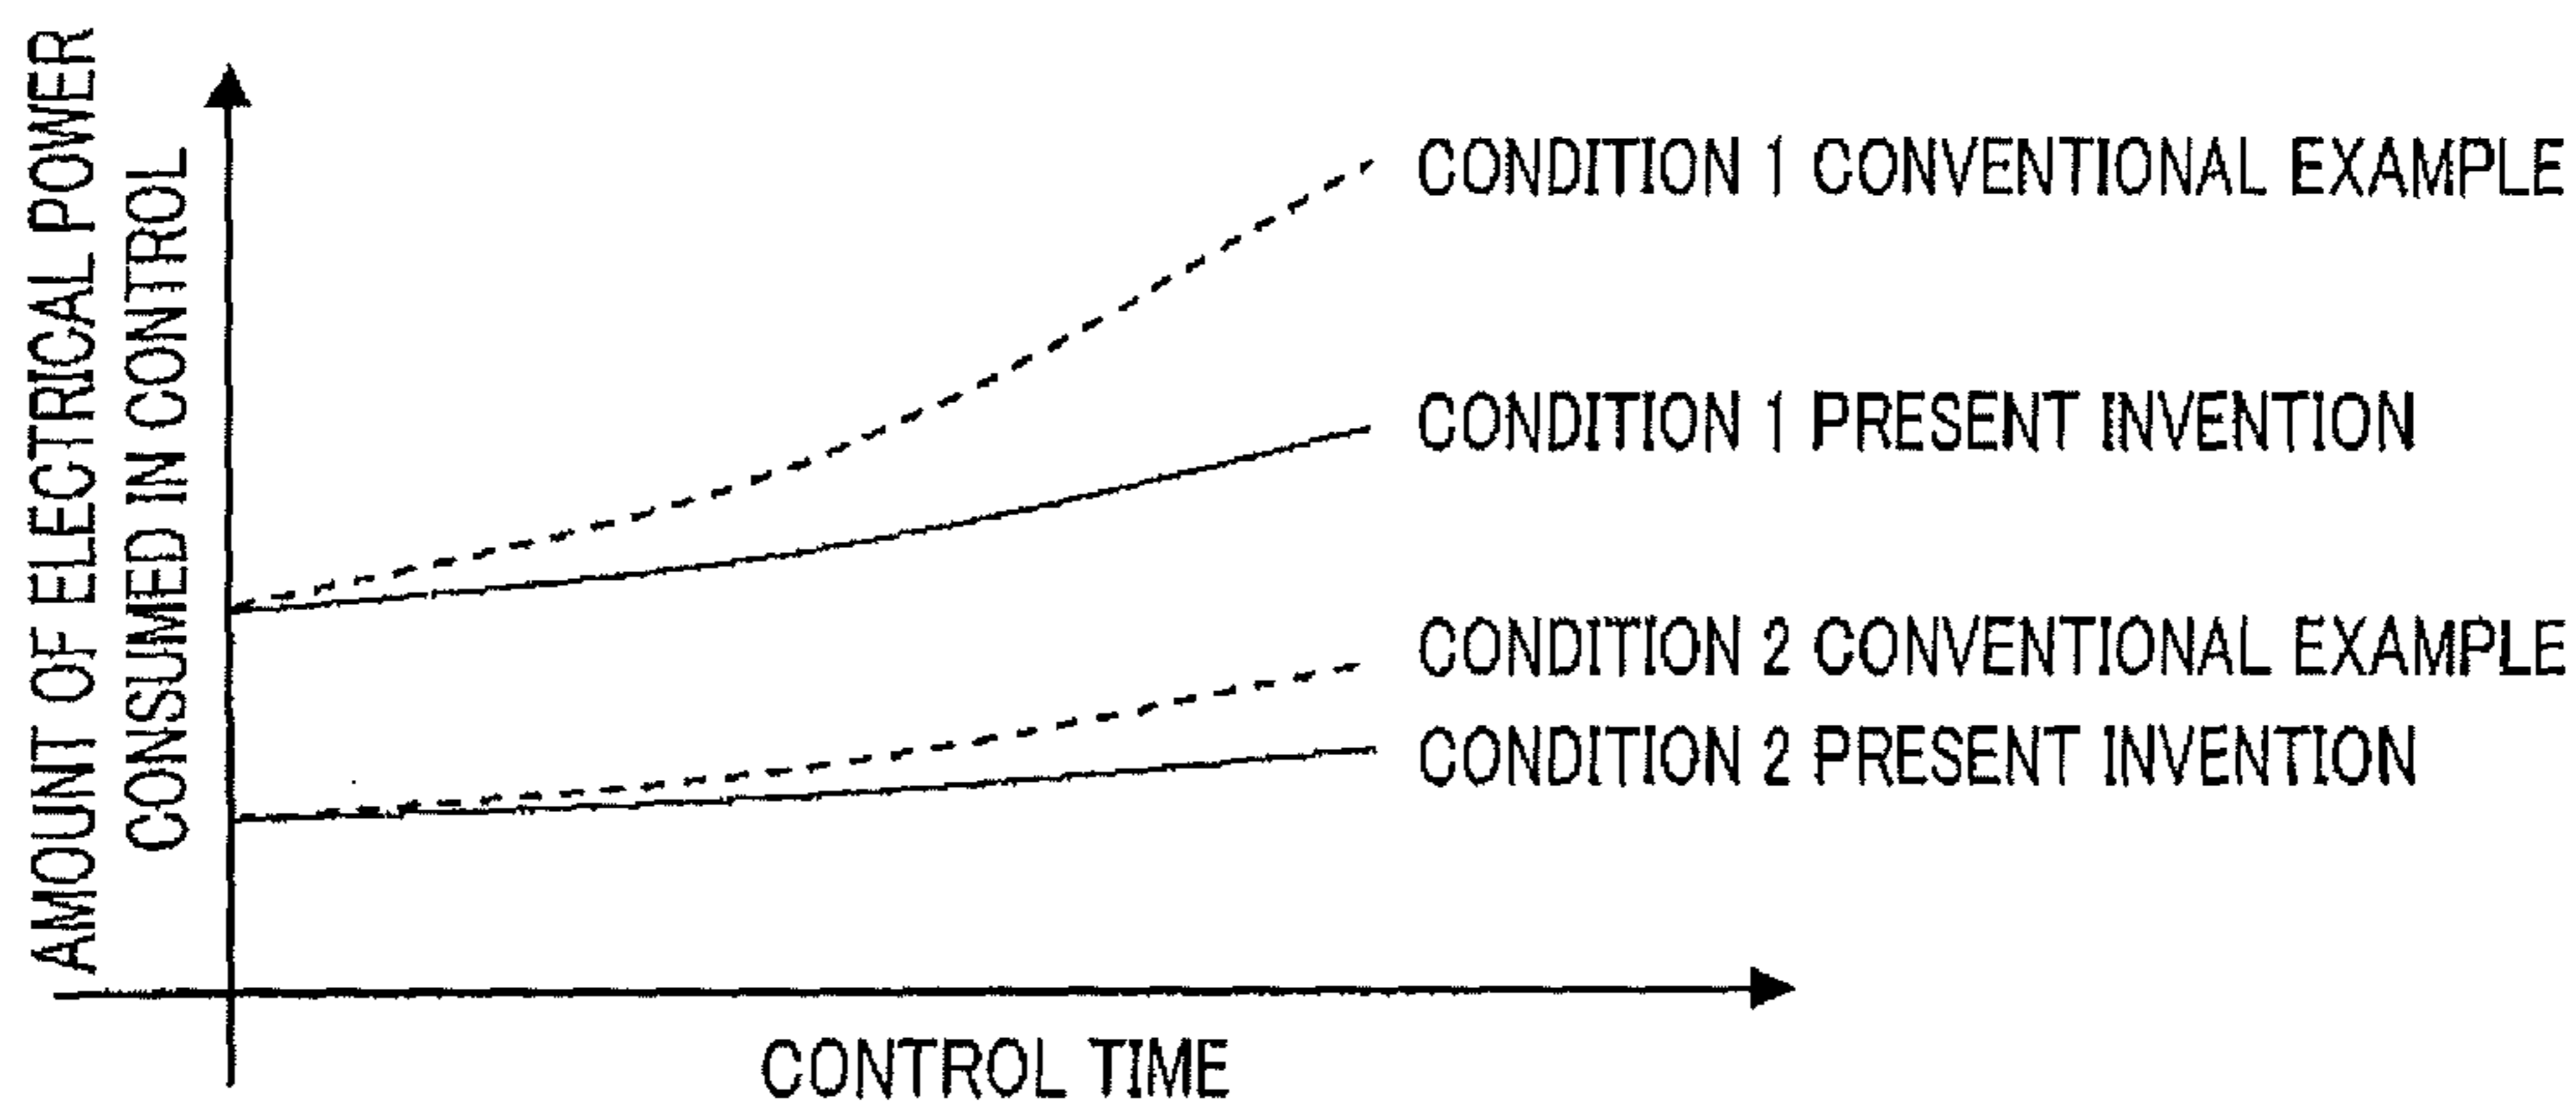 AMOUNT OF ELECTRICAL POWER
CONSUMED IN CONTROL
CONDITION 1 CONVENTIONAL EXAMPLE
CONDITION 1 PRESENT INVENTION
CONDITION 2 CONVENTIONAL EXAMPLE
CONDITION 2 PRESENT INVENTION
CONTROL TIME